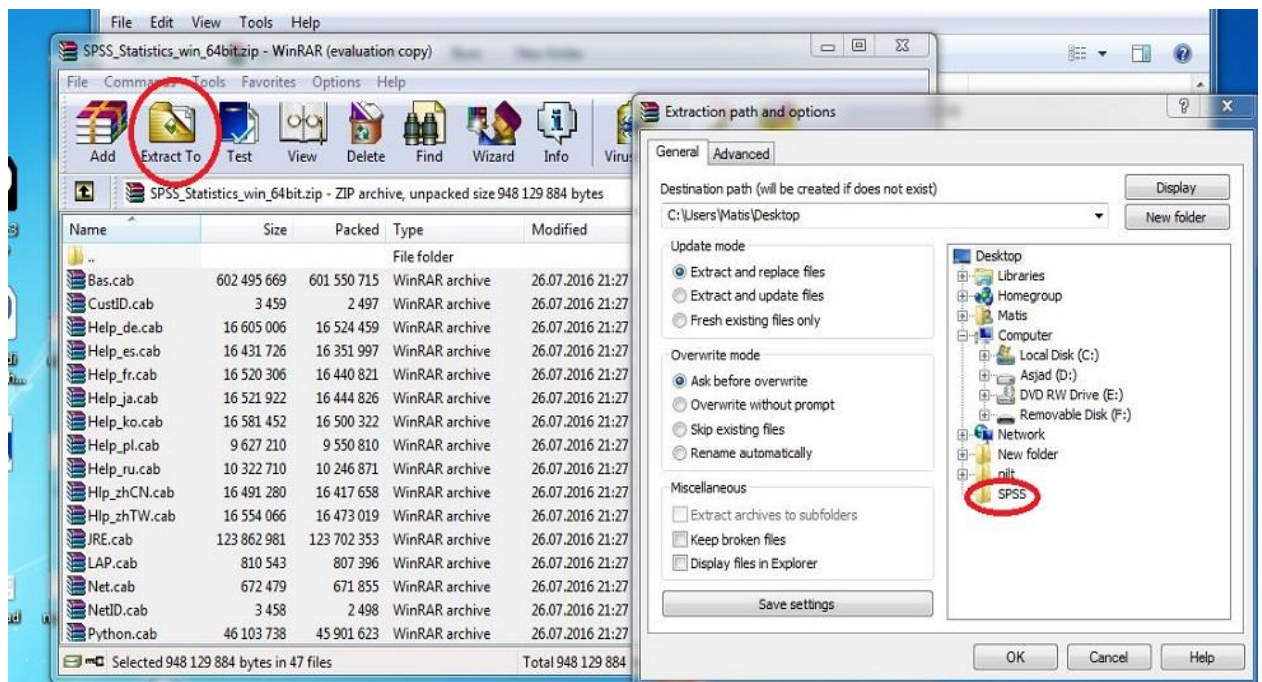 File Edit View Tools Help
SPSS_Statistics_win_64bit.zip - WinRAR (evaluation copy)
File Commands Tools Favorites Options Help
Add Extract To Test View Delete Find Wizard Info
SPSS_Statistics_win_64bit.zip - ZIP archive, unpacked size 948 129 884 bytes
Name Size Packed Type Modified
.. File folder
Bas.cab 602 495 669 601 550 715 WinRAR archive 26.07.2016 21:27
CustID.cab 3 459 2 497 WinRAR archive 26.07.2016 21:27
Help_de.cab 16 605 006 16 524 459 WinRAR archive 26.07.2016 21:27
Help_es.cab 16 431 726 16 351 997 WinRAR archive 26.07.2016 21:27
Help_fr.cab 16 520 306 16 440 821 WinRAR archive 26.07.2016 21:27
Help_ja.cab 16 521 922 16 444 826 WinRAR archive 26.07.2016 21:27
Help_ko.cab 16 581 452 16 500 322 WinRAR archive 26.07.2016 21:27
Help_pl.cab 9 627 210 9 550 810 WinRAR archive 26.07.2016 21:27
Help_ru.cab 10 322 710 10 246 871 WinRAR archive 26.07.2016 21:27
Hlp_zhCN.cab 16 491 280 16 417 658 WinRAR archive 26.07.2016 21:27
Hlp_zhTW.cab 16 554 066 16 473 019 WinRAR archive 26.07.2016 21:27
JRE.cab 123 862 981 123 702 353 WinRAR archive 26.07.2016 21:27
LAP.cab 810 543 807 396 WinRAR archive 26.07.2016 21:27
Net.cab 672 479 671 855 WinRAR archive 26.07.2016 21:27
NetID.cab 3 458 2 498 WinRAR archive 26.07.2016 21:27
Python.cab 46 103 738 45 901 623 WinRAR archive 26.07.2016 21:27
Selected 948 129 884 bytes in 47 files Total 948 129 884
Extraction path and options
General Advanced
Destination path (will be created if does not exist)
Display
C:\Users\Matis\Desktop
New folder
Update mode
Extract and replace files
Extract and update files
Fresh existing files only
Overwrite mode
Ask before overwrite
Overwrite without prompt
Skip existing files
Rename automatically
Miscellaneous
Extract archives to subfolders
Keep broken files
Display files in Explorer
Save settings
Desktop
Libraries
Homegroup
Matis
Computer
Local Disk (C:)
Asjad (D:)
DVD RW Drive (E:)
Removable Disk (F:)
Network
New folder
pilt
SPSS
OK Cancel Help